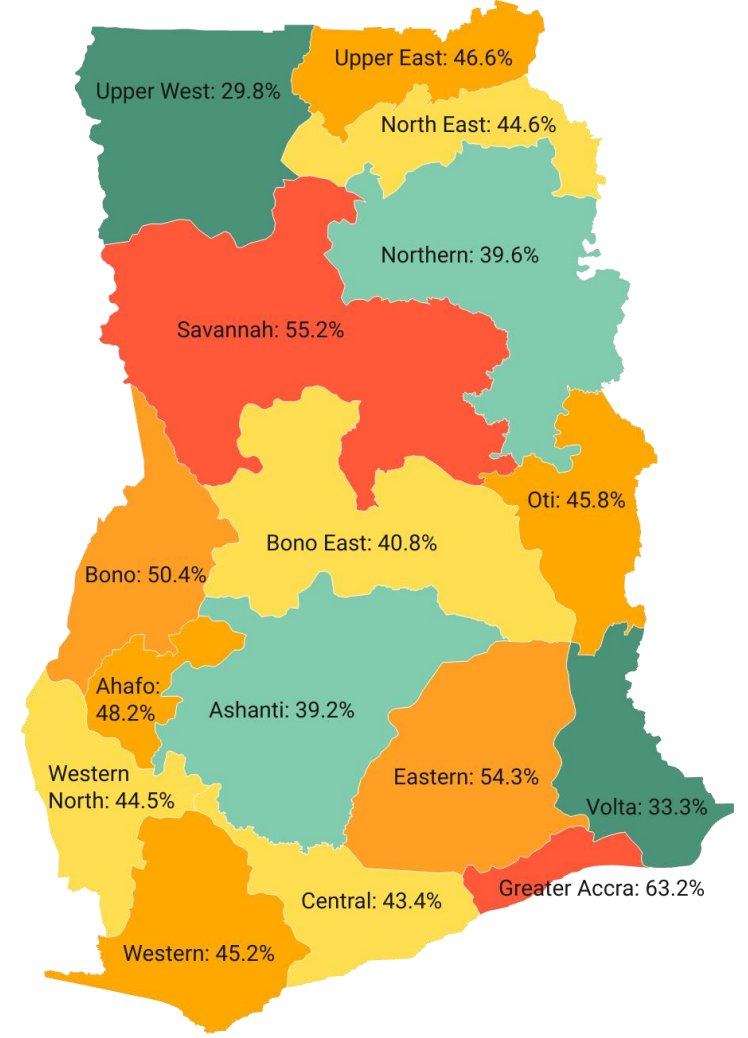 Upper East: 46.6%
Upper West: 29.8%
North East: 44.6%
Northern: 39.6%
Savannah: 55.2%
Oti: 45.8%
Bono East: 40.8%
Bono: 50.4%
Ahafo:
48.2%
Ashanti: 39.2%
Western
North: 44.5%
Eastern: 54.3%
Volta: 33.3%
Greater Accra: 63.2%
Central: 43.4%
Western: 45.2%